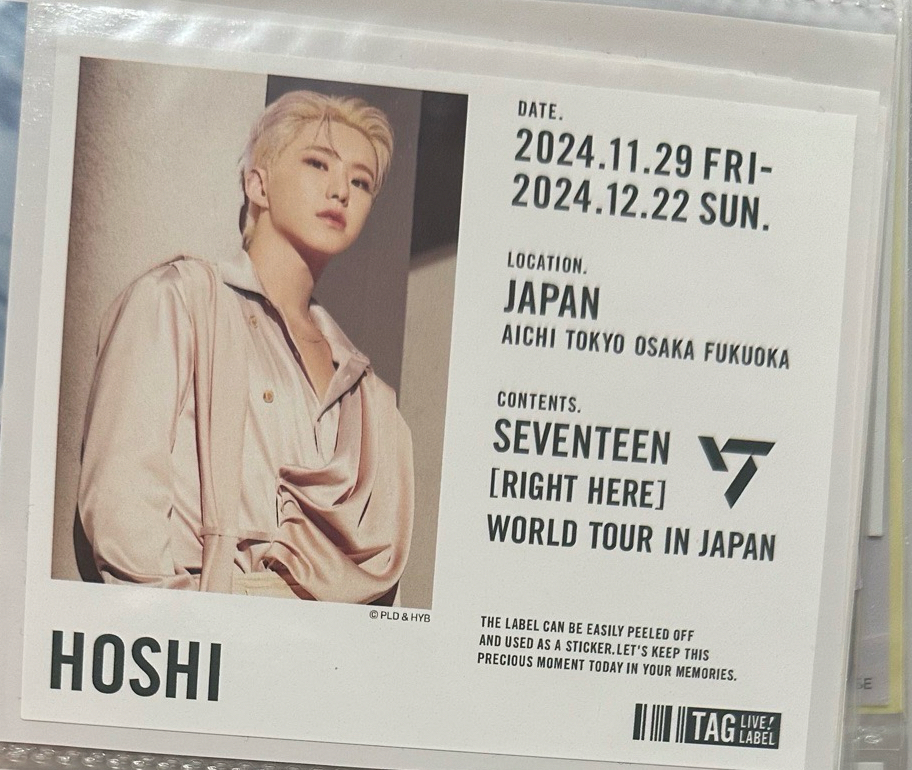 DATE.
2024.11.29 FRI-
2024.12.22 SUN.
LOCATION.
JAPAN
AICHI TOKYO OSAKA FUKUOKA
CONTENTS.
SEVENTEEN
[RIGHT HERE]
WORLD TOUR IN JAPAN
© PLD & HYB
HOSHI
THE LABEL CAN BE EASILY PEELED OFF
AND USED AS A STICKER.LET'S KEEP THIS
PRECIOUS MOMENT TODAY IN YOUR MEMORIES.
TAG LIVE! LABEL